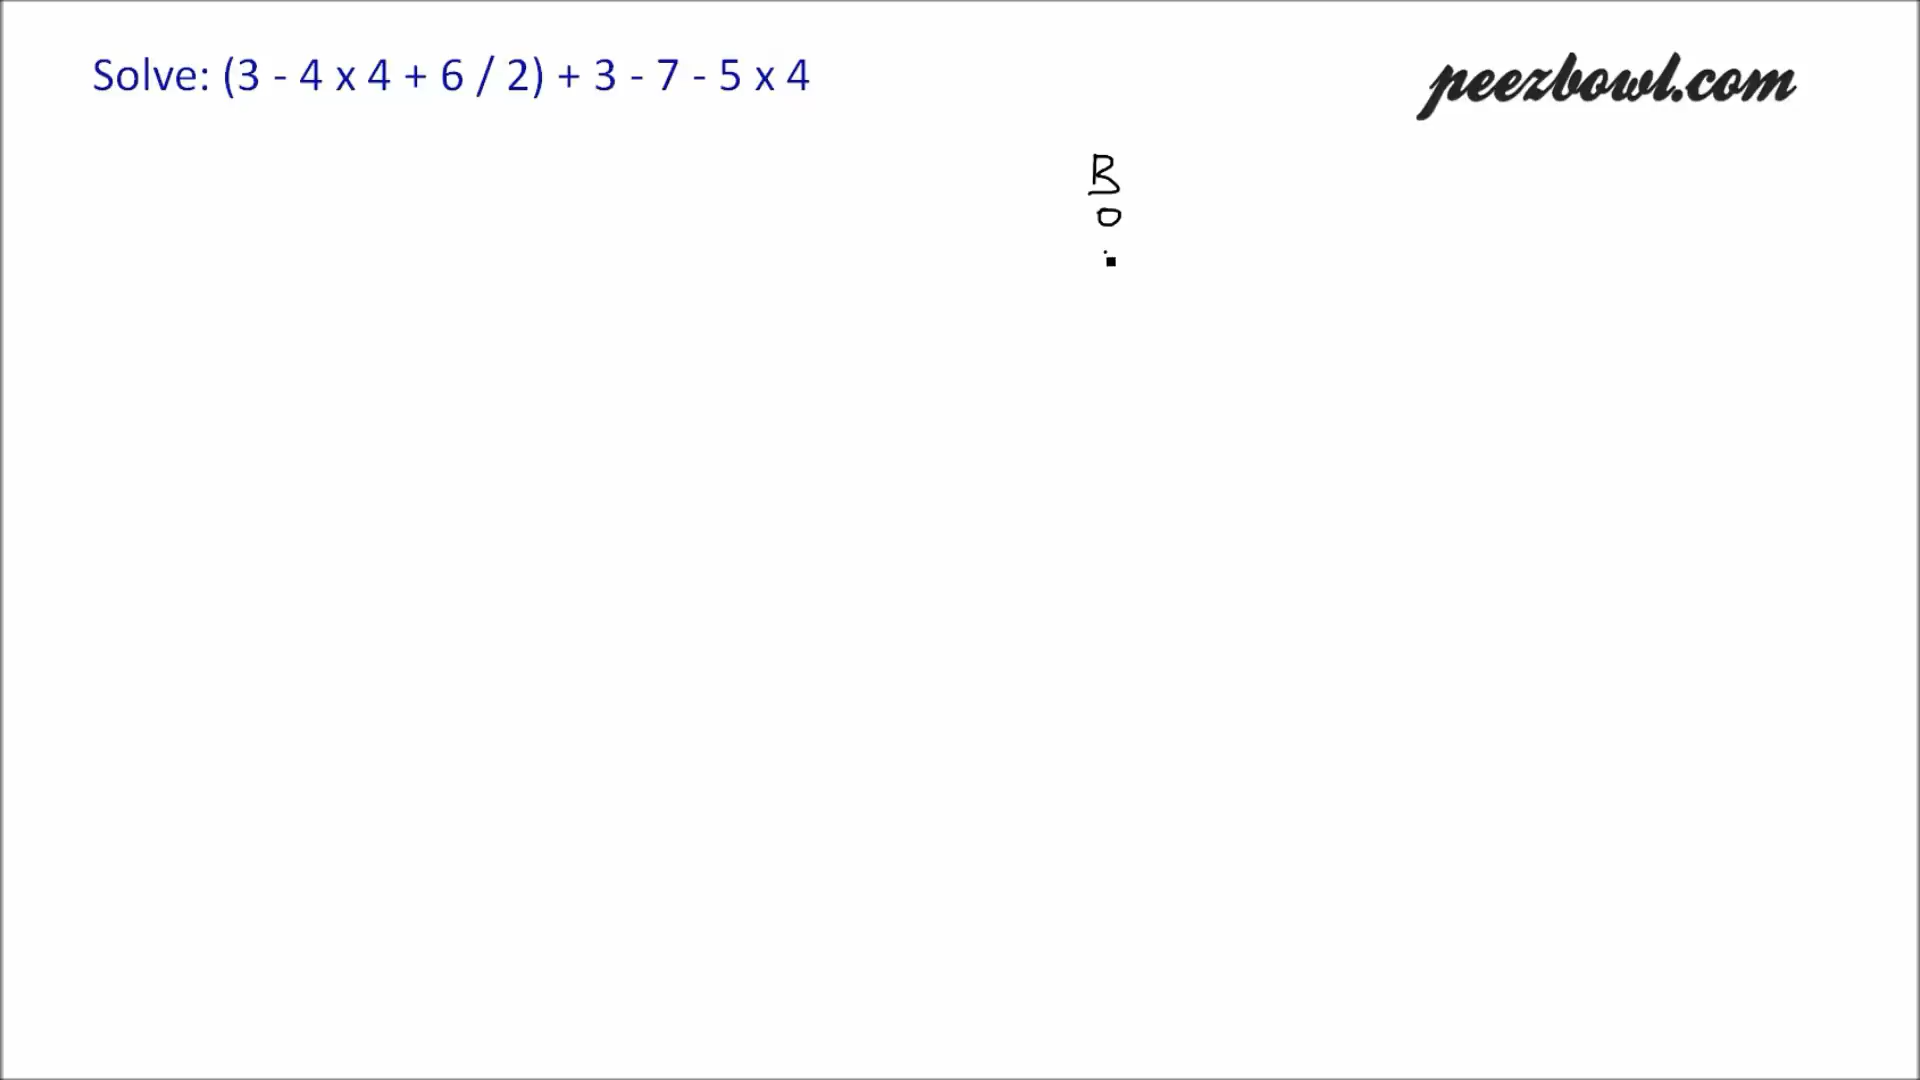 Solve: (3 - 4 x 4 + 6 / 2) + 3 - 7 - 5 x 4
peezbowl.com
B
O